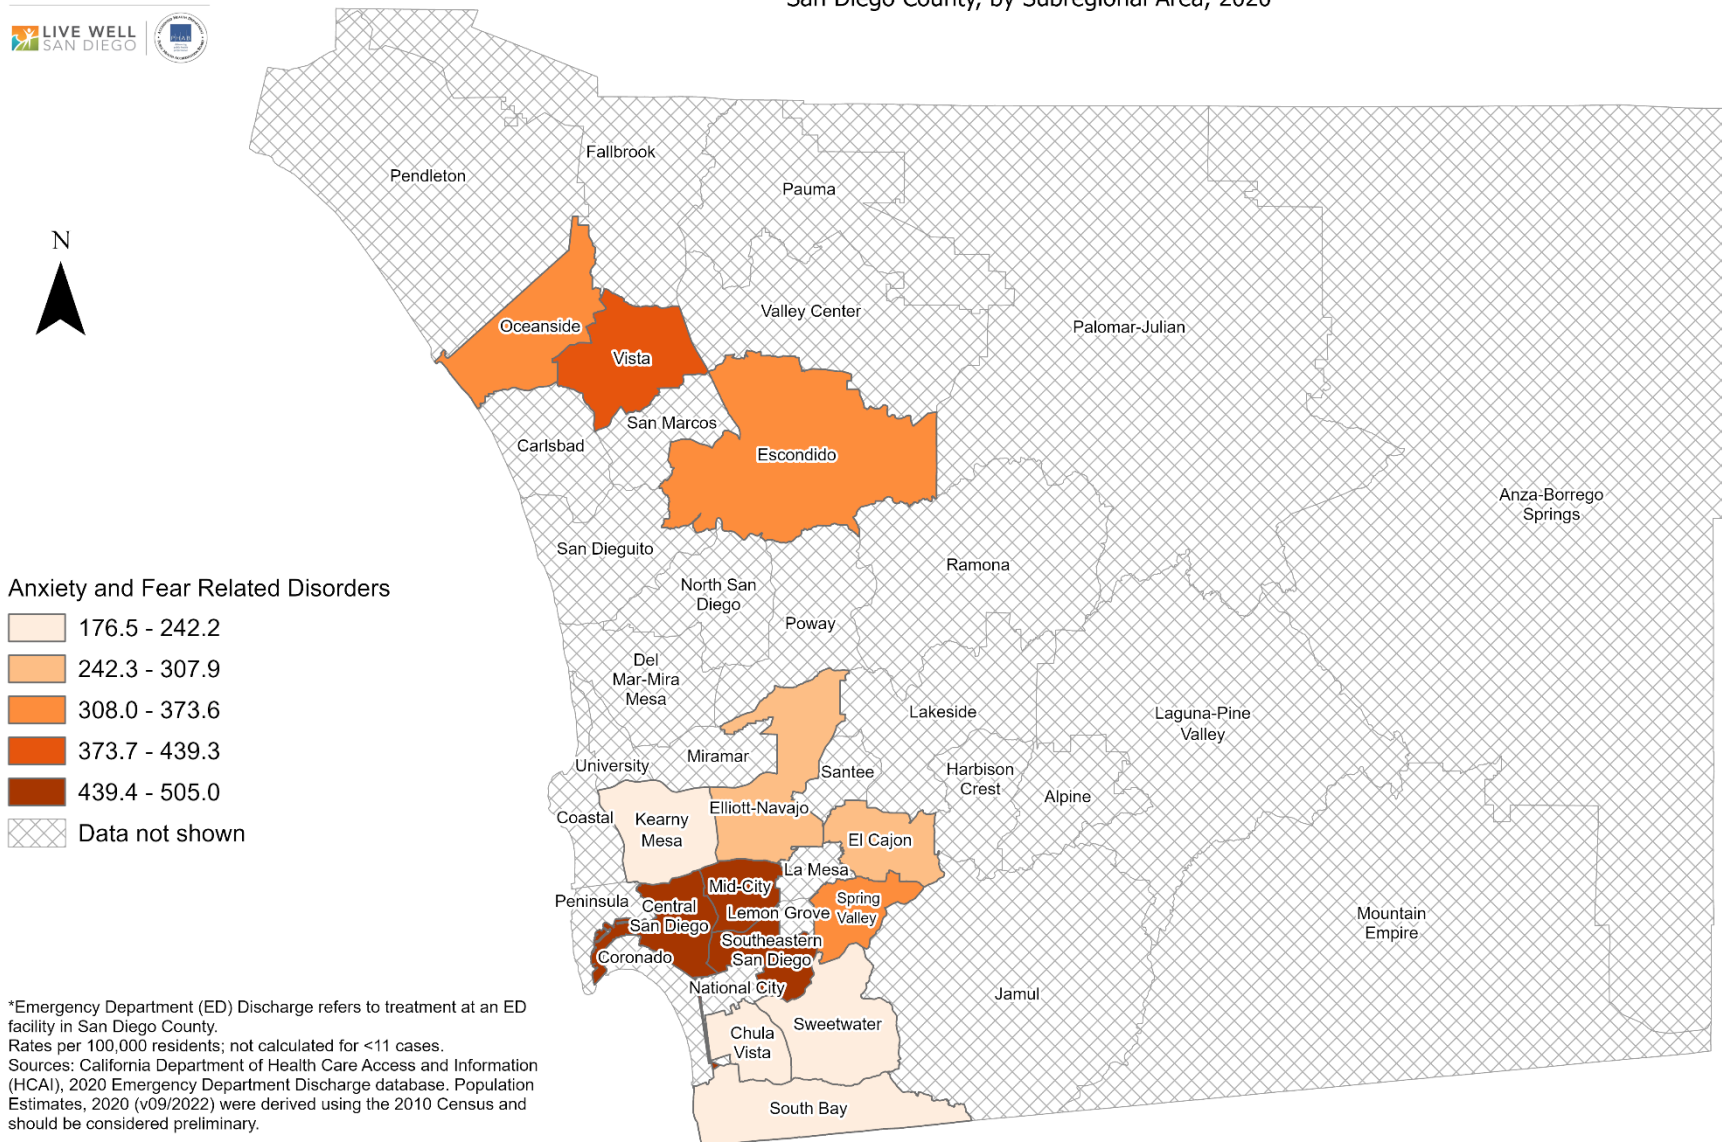 San Diego County, by Subregional Area, 2020
LIVE WELL
SAN DIEGO
PHAB
N
Fallbrook
Pendleton
Pauma
Oceanside
Valley Center
Palomar-Julian
Vista
San Marcos
Carlsbad
Escondido
Anza-Borrego
Springs
San Dieguito
Ramona
North San
Diego
Poway
Del
Mar-Mira
Mesa
Lakeside
Laguna-Pine
Valley
Miramar
University
Santee
Harbison
Crest
Alpine
Coastal
Kearny
Mesa
Elliott-Navajo
El Cajon
La Mesa
Mid-City
Peninsula
Central
San Diego
Lemon Grove
Spring
Valley
Mountain
Empire
Southeastern
San Diego
Coronado
National City
Jamul
Sweetwater
Chula
Vista
South Bay
Anxiety and Fear Related Disorders
176.5 - 242.2
242.3 - 307.9
308.0 - 373.6
373.7 - 439.3
439.4 - 505.0
Data not shown
*Emergency Department (ED) Discharge refers to treatment at an ED
facility in San Diego County.
Rates per 100,000 residents; not calculated for <11 cases.
Sources: California Department of Health Care Access and Information
(HCAI), 2020 Emergency Department Discharge database. Population
Estimates, 2020 (v09/2022) were derived using the 2010 Census and
should be considered preliminary.